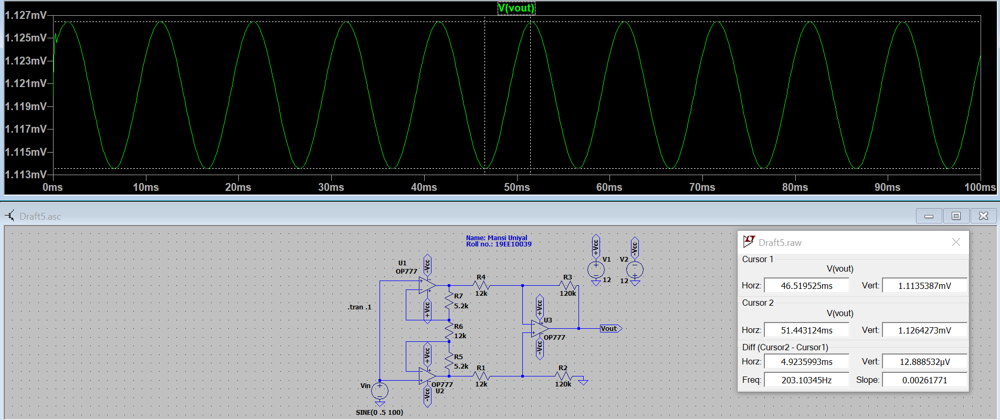 V(vout)
1.127mV
1.125mV
1.123mV
1.121mV
1.119mV
1.117mV
1.115mV
1.113mV
0ms 10ms 20ms 30ms 40ms 50ms 60ms 70ms 80ms 90ms 100ms
Draft5.asc
Name: Mansi Uniyal
Roll no.: 19EE10039
+Vcc
-Vcc
V1
V2
12
12
U1
OP777
-Vcc
+Vcc
R4
12k
R3
120k
R7
5.2k
.tran .1
+Vcc
U3
OP777
-Vcc
Vout
R6
12k
+Vcc
R5
5.2k
R1
12k
R2
120k
OP777
U2
-Vcc
Vin
SINE(0 .5 100)
Draft5.raw
Cursor 1
V(vout)
Horz: 46.519525ms Vert: 1.1135387mV
Cursor 2
V(vout)
Horz: 51.443124ms Vert: 1.1264273mV
Diff (Cursor2 - Cursor1)
Horz: 4.9235993ms Vert: 12.888532µV
Freq: 203.10345Hz Slope: 0.00261771